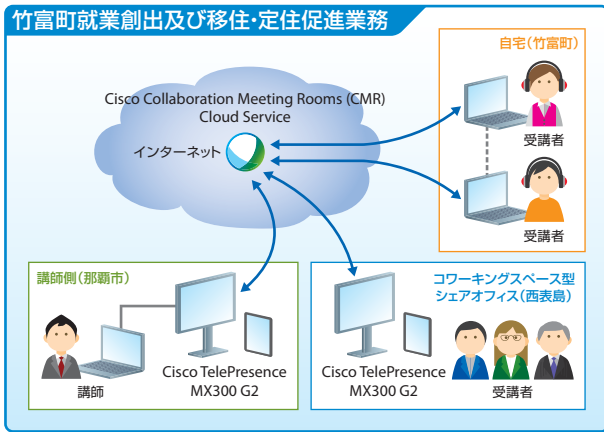 竹富町就業創出及び移住・定住促進業務
自宅（竹富町）
Cisco Collaboration Meeting Rooms (CMR)
Cloud Service
インターネット
受講者
受講者
講師側（那覇市）
講師
Cisco TelePresence
MX300 G2
コワーキングスペース型
シェアオフィス（西表島）
Cisco TelePresence
MX300 G2
受講者